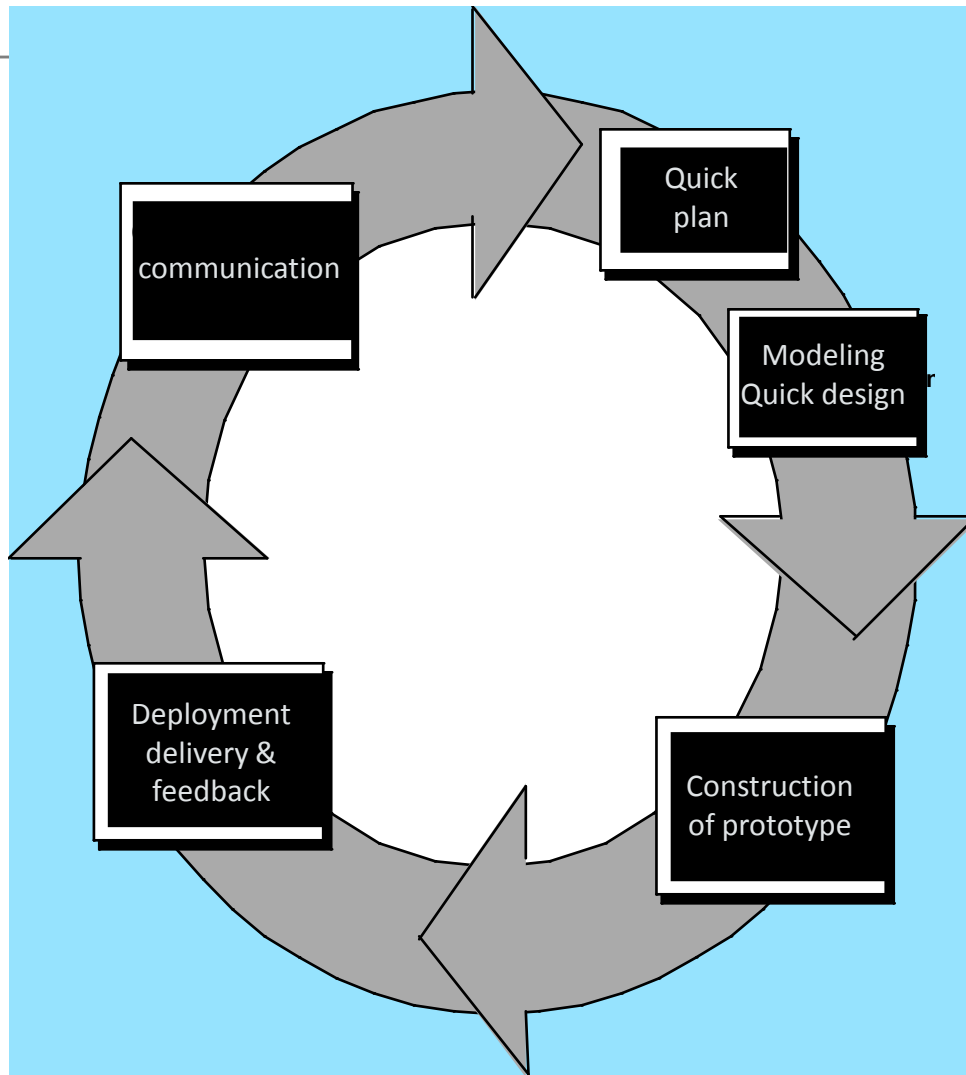 communication
Quick
plan
Modeling
Quick design
Construction
of prototype
Deployment
delivery &
feedback